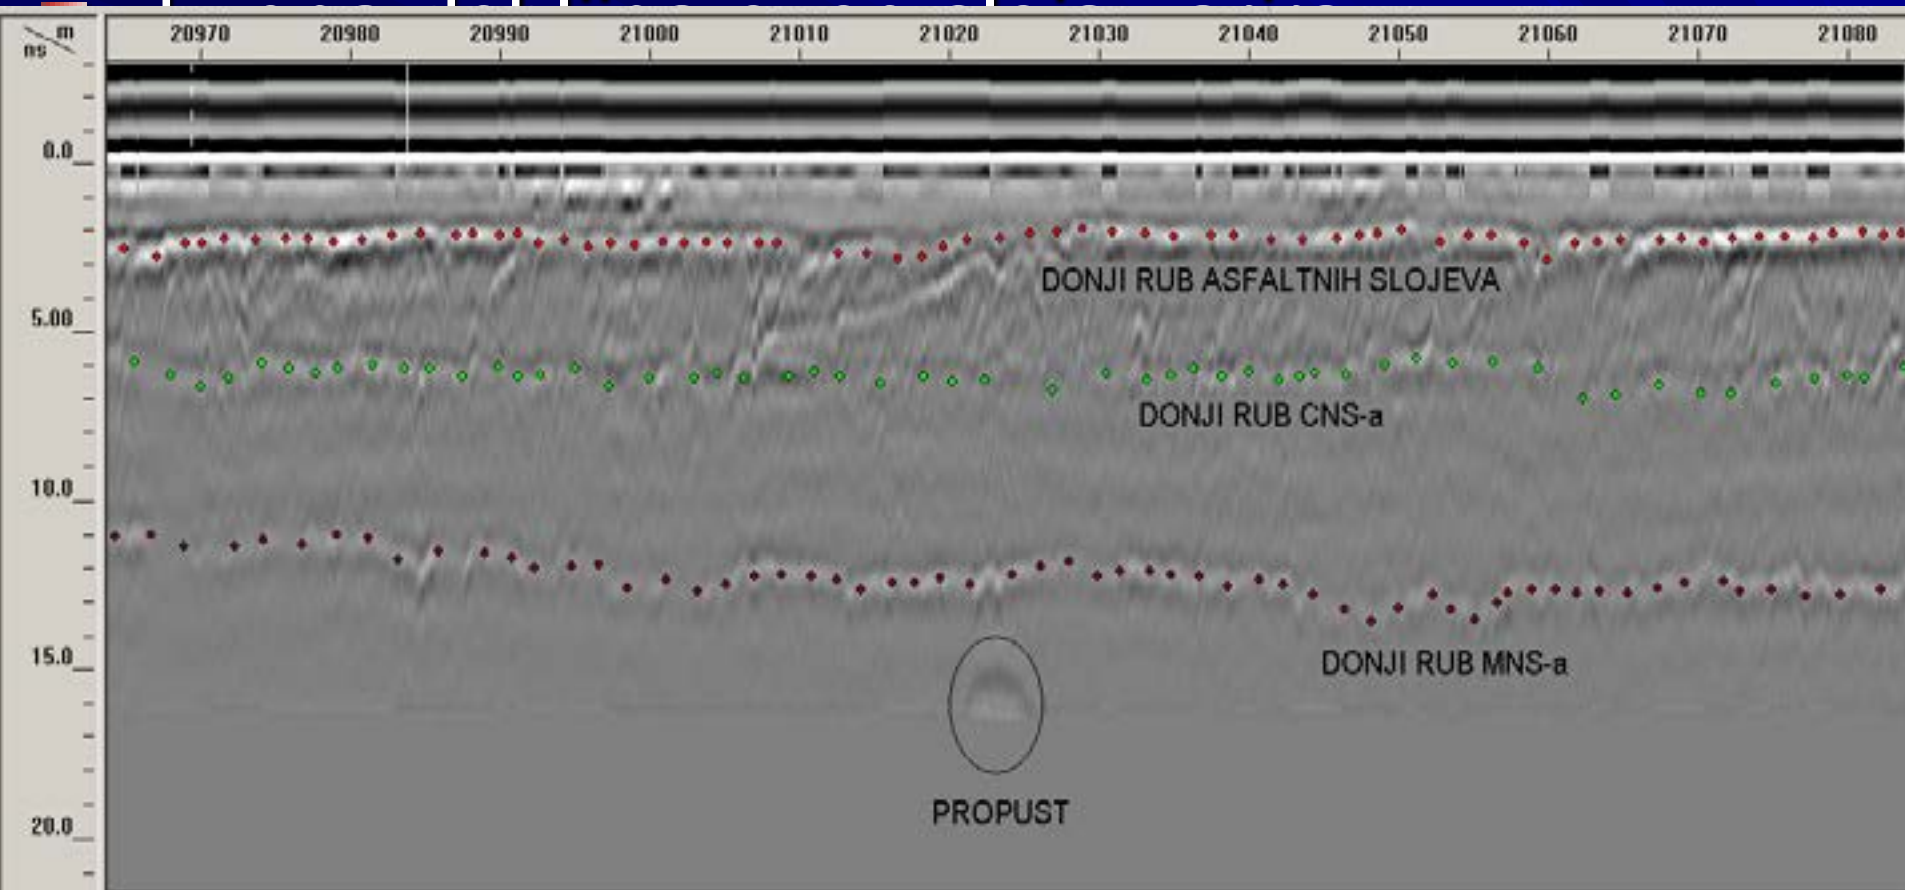 m
ns
20970 20980 20990 21000 21010 21020 21030 21040 21050 21060 21070 21080
0.0
DONJI RUB ASFALTNIH SLOJEVA
5.00
DONJI RUB CNS-a
10.0
15.0
DONJI RUB MNS-a
PROPUST
20.0